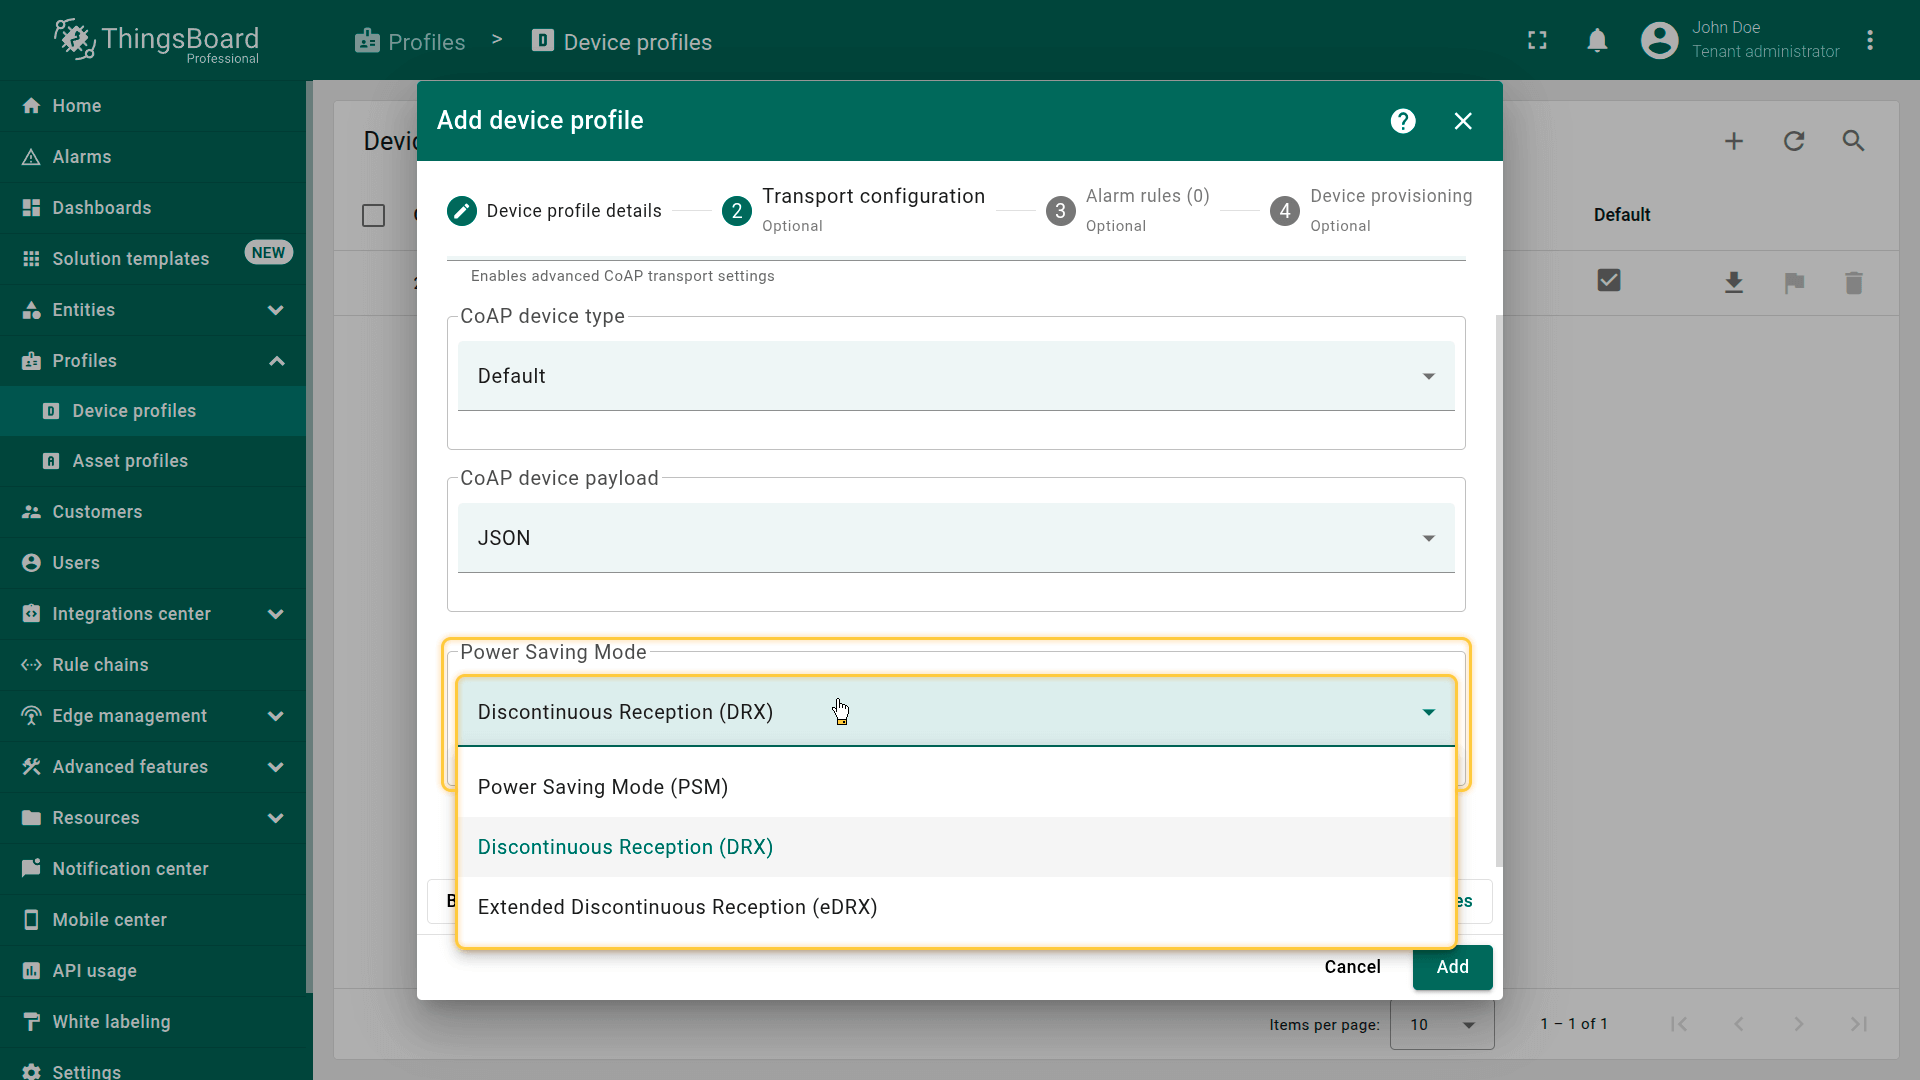 ThingsBoard
Professional
Profiles > Device profiles
John Doe
Tenant administrator
Home
Alarms
Dashboards
Solution templates NEW
Entities
Profiles
Device profiles
Asset profiles
Customers
Users
Integrations center
Rule chains
Edge management
Advanced features
Resources
Notification center
Mobile center
API usage
White labeling
Settings
Default
Add device profile
Device profile details
2 Transport configuration
Optional
3 Alarm rules (0)
Optional
4 Device provisioning
Optional
Enables advanced CoAP transport settings
CoAP device type
Default
CoAP device payload
JSON
Power Saving Mode
Discontinuous Reception (DRX)
Power Saving Mode (PSM)
Discontinuous Reception (DRX)
Extended Discontinuous Reception (eDRX)
Cancel
Add
Items per page: 10 1 – 1 of 1